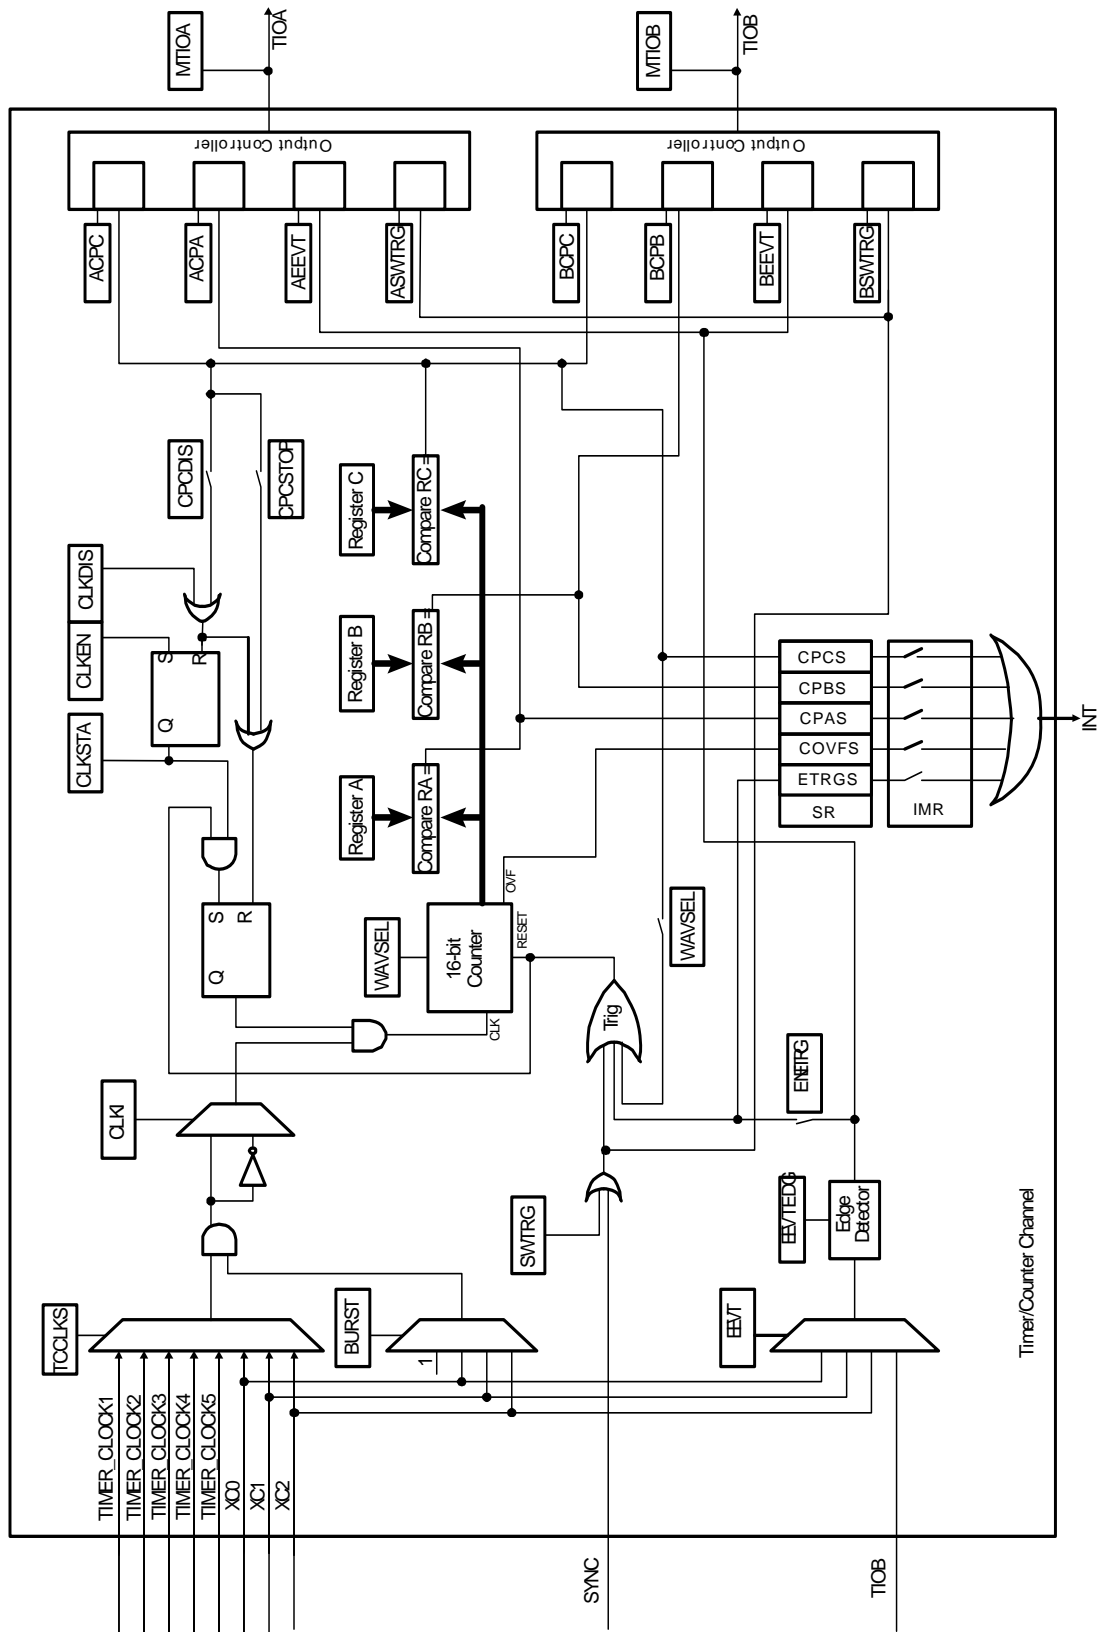 TCCLKS
TIMER_CLOCK1
TIMER_CLOCK2
TIMER_CLOCK3
TIMER_CLOCK4
TIMER_CLOCK5
XC0
XC1
XC2
CLKI
CLKSTA
CLKEN
CLKDIS
Q
S
R
Q
S
R
CPCDIS
CPCSTOP
ACPC
ACPA
AEEVT
ASWTRG
Output Controller
MTIOA
TIOA
BURST
1
WAVSEL
16-bit
Counter
CLK
RESET
OVF
Register A
Register B
Register C
Compare RA =
Compare RB =
Compare RC =
SYNC
SWTRG
Trig
WAVSEL
BCPC
BCPB
BEEVT
BSWTRG
Output Controller
MTIOB
TIOB
EEVT
TIOB
EEVTEDG
Edge
Detector
ENETRG
CPCS
CPBS
CPAS
COVFS
ETRGS
SR
IMR
INT
Timer/Counter Channel